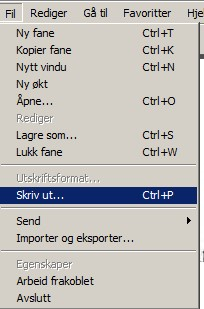 Fil Rediger Gå til Favoritter
Ny fane Ctrl+T
Kopier fane Ctrl+K
Nytt vindu Ctrl+N
Ny økt
Åpne... Ctrl+O
Rediger
Lagre som... Ctrl+S
Lukk fane Ctrl+W
Utskriftsformat...
Skriv ut... Ctrl+P
Send
Importer og eksporter...
Egenskaper
Arbeid frakoblet
Avslutt